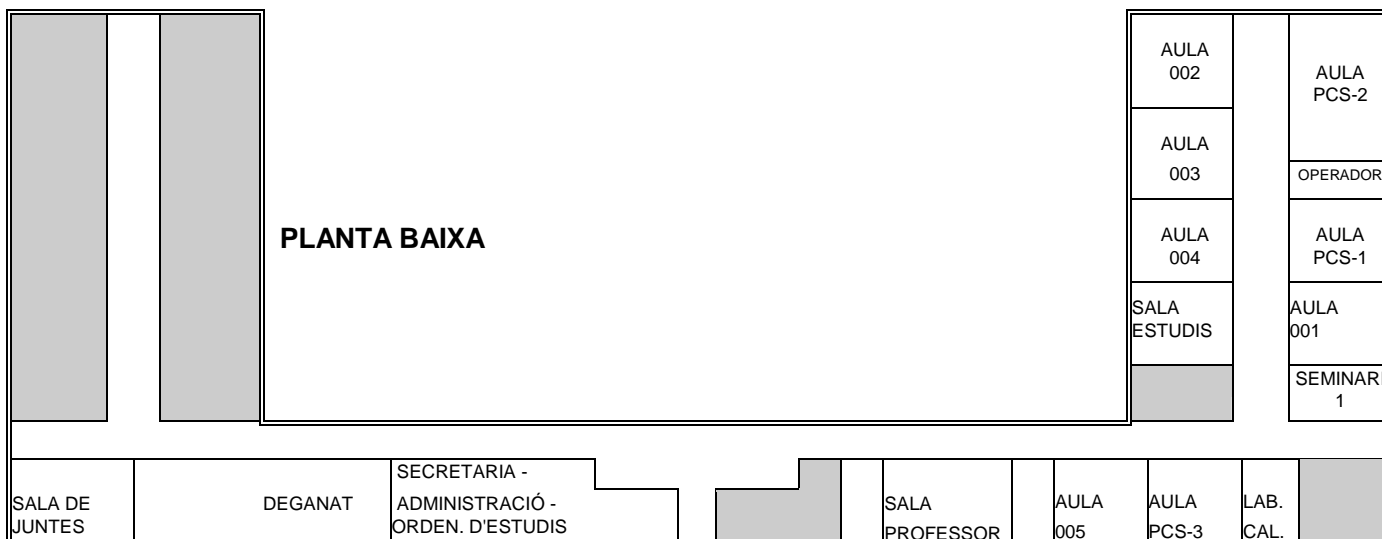 AULA
002
AULA
PCS-2
AULA
003
OPERADOR
PLANTA BAIXA
AULA
004
AULA
PCS-1
SALA
ESTUDIS
AULA
001
SEMINARI
1
SALA DE
JUNTES
DEGANAT
SECRETARIA -
ADMINISTRACIÓ -
ORDEN. D'ESTUDIS
SALA
PROFESSOR
AULA
005
AULA
PCS-3
LAB.
CAL.